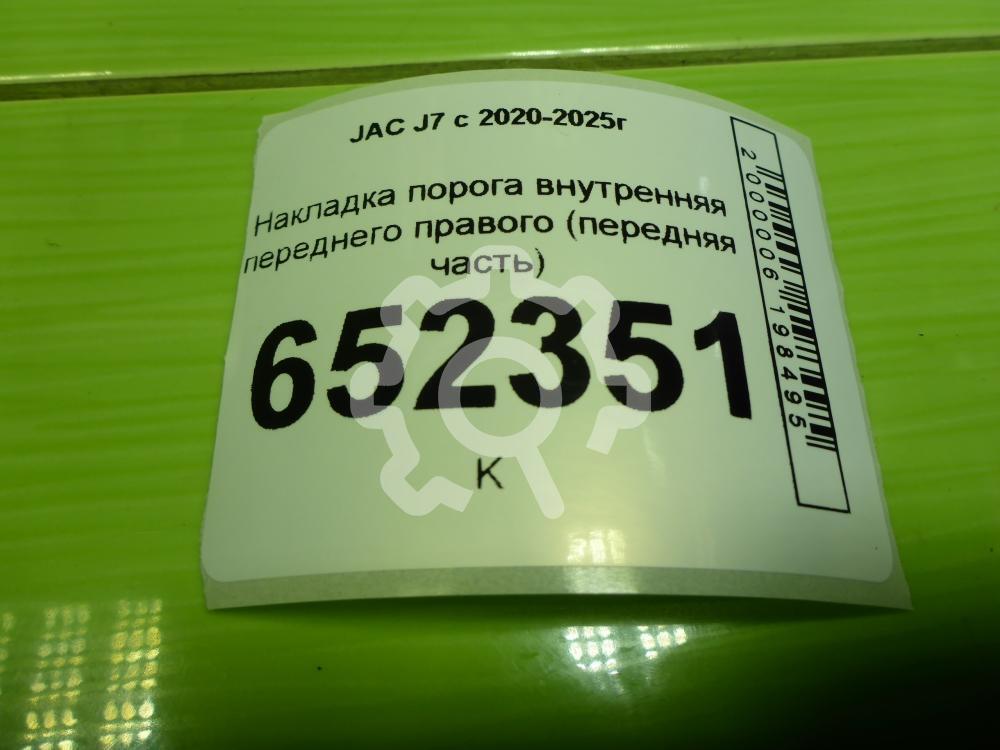 JAC J7 с 2020-2025г
Накладка порога внутренняя
переднего правого (передняя
часть)
652351
К
2000006198495